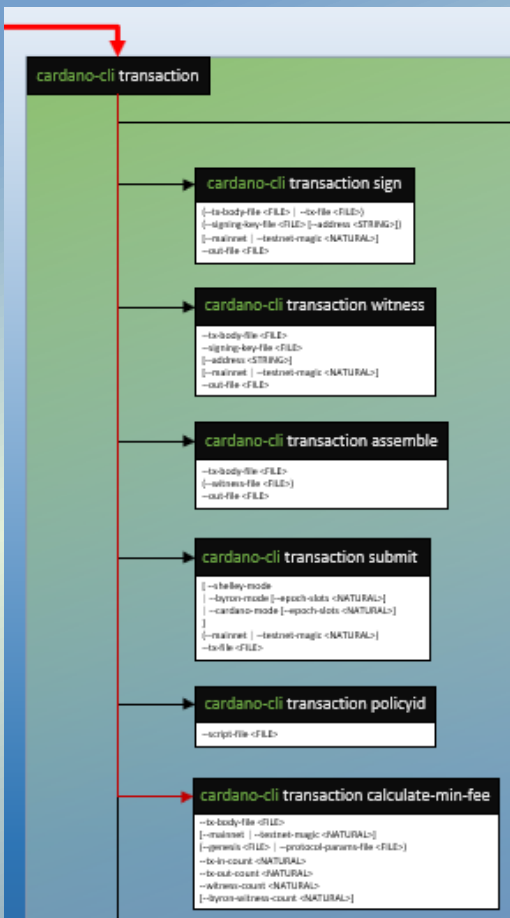 cardano-cli transaction
cardano-cli transaction sign
(--tx-body-file <FILE> | --tx-file <FILE>)
(--signing-key-file <FILE> [--address <STRING>])
[--mainnet | --testnet-magic <NATURAL>]
--out-file <FILE>
cardano-cli transaction witness
--tx-body-file <FILE>
--signing-key-file <FILE>
[--address <STRING>]
[--mainnet | --testnet-magic <NATURAL>]
--out-file <FILE>
cardano-cli transaction assemble
--tx-body-file <FILE>
(--witness-file <FILE>)
--out-file <FILE>
cardano-cli transaction submit
[ --shelley-mode
| --byron-mode [--epoch-slots <NATURAL>]
| --cardano-mode [--epoch-slots <NATURAL>]
]
(--mainnet | --testnet-magic <NATURAL>)
--tx-file <FILE>
cardano-cli transaction policyid
--script-file <FILE>
cardano-cli transaction calculate-min-fee
--tx-body-file <FILE>
[--mainnet | --testnet-magic <NATURAL>]
(--genesis <FILE> | --protocol-params-file <FILE>)
--tx-in-count <NATURAL>
--tx-out-count <NATURAL>
--witness-count <NATURAL>
[--byron-witness-count <NATURAL>]